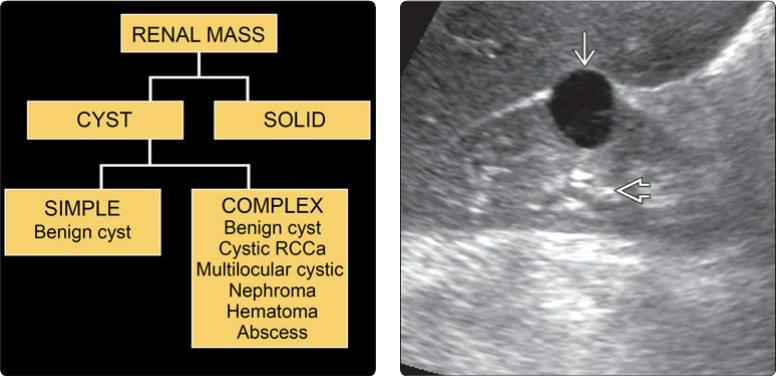 RENAL MASS
CYST
SOLID
SIMPLE
Benign cyst
COMPLEX
Benign cyst
Cystic RCCa
Multilocular cystic
Nephroma
Hematoma
Abscess